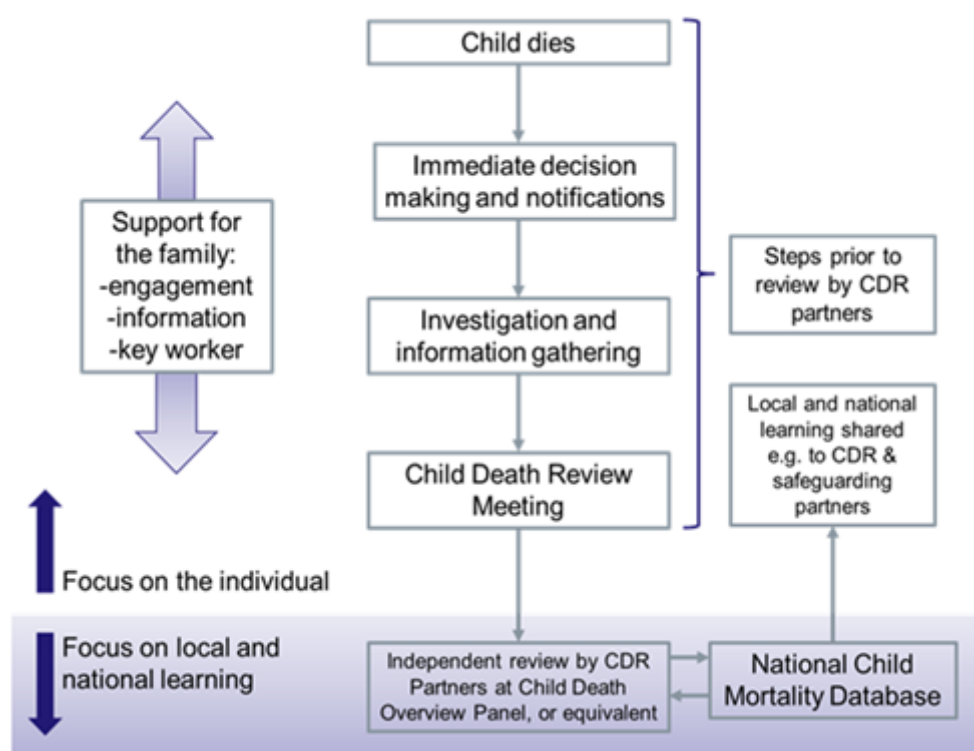 Child dies
Immediate decision
making and notifications
Support for
the family:
-engagement
-information
-key worker
Steps prior to
review by CDR
partners
Investigation and
information gathering
Local and national
learning shared
e.g. to CDR &
safeguarding
partners
Child Death Review
Meeting
Focus on the individual
Focus on local and
national learning
Independent review by CDR
Partners at Child Death
Overview Panel, or equivalent
National Child
Mortality Database